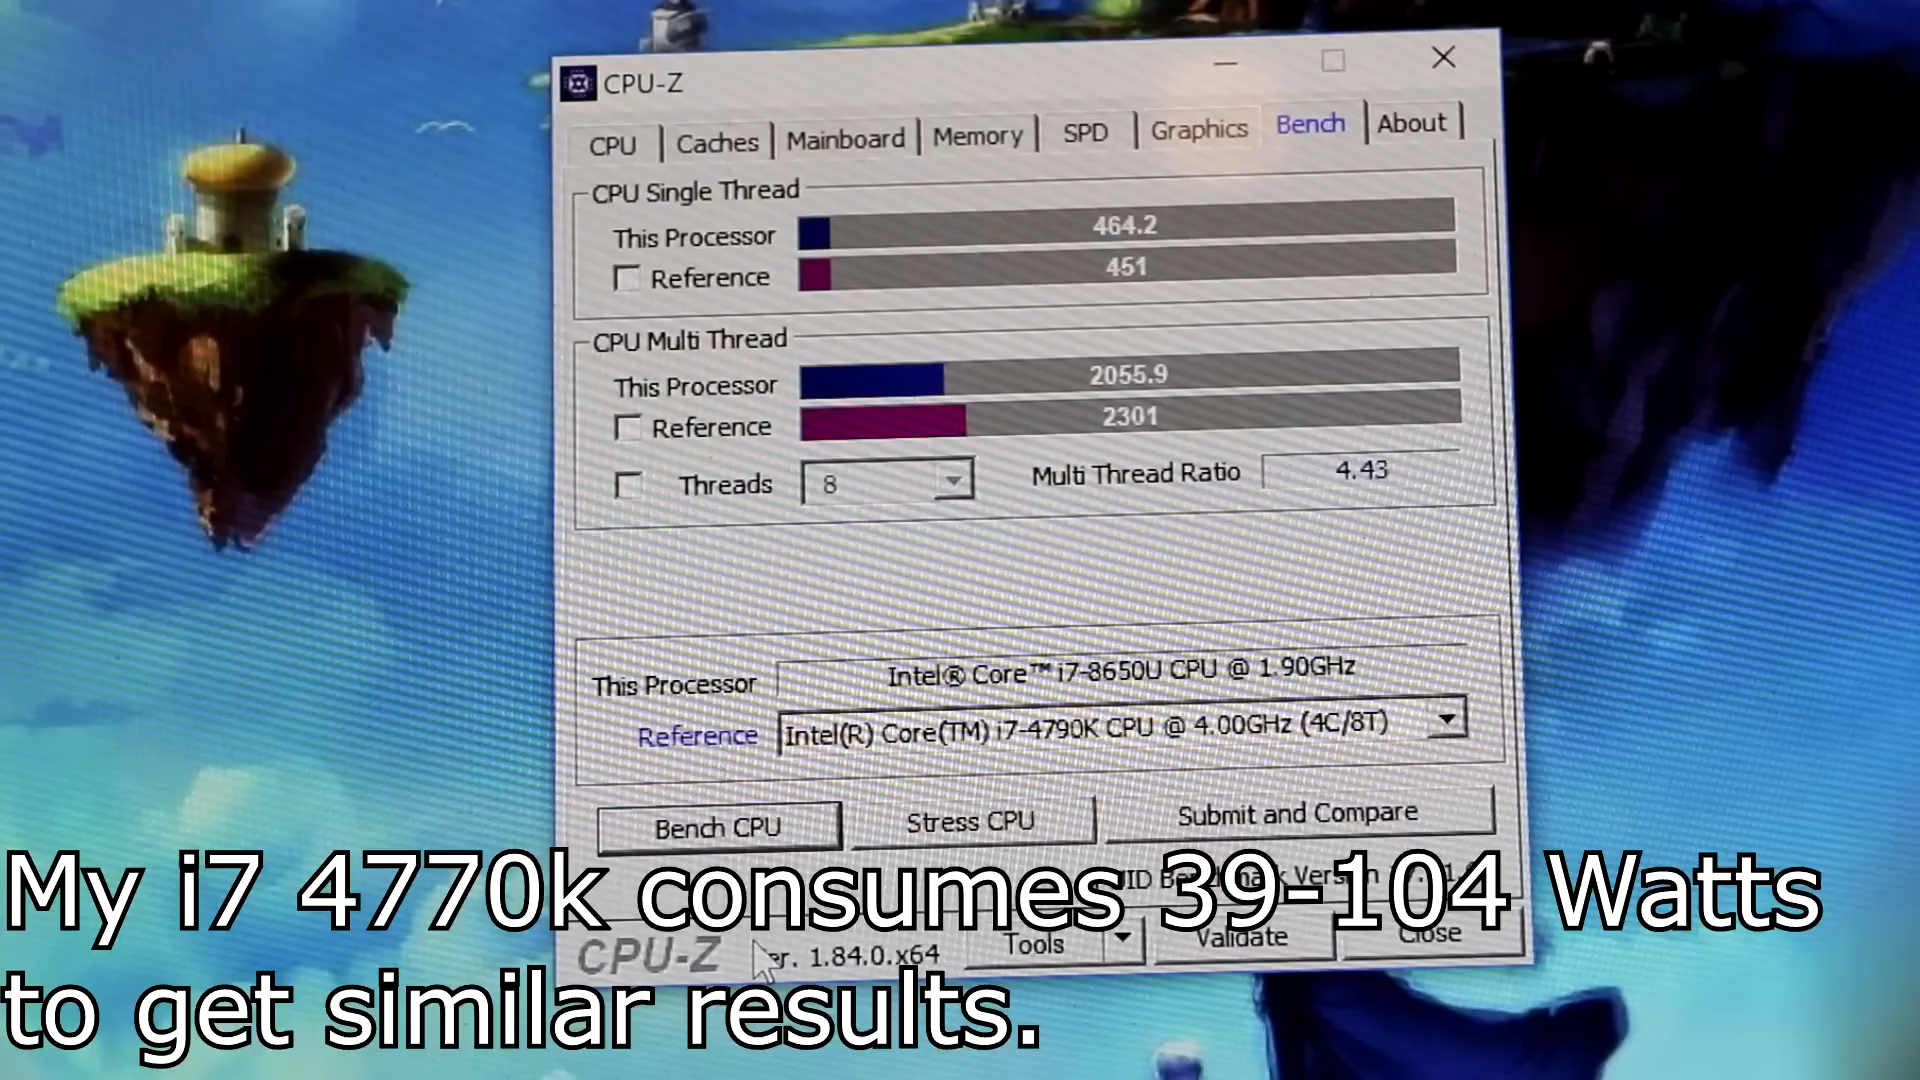 CPU-Z
CPU Caches Mainboard Memory SPD Graphics Bench About
CPU Single Thread
This Processor 464.2
Reference 451
CPU Multi Thread
This Processor 2055.9
Reference 2301
Threads 8 Multi Thread Ratio 4.43
This Processor Intel® Core™ i7-8650U CPU @ 1.90GHz
Reference Intel(R) Core(TM) i7-4790K CPU @ 4.00GHz (4C/8T)
Bench CPU Stress CPU Submit and Compare
My i7 4770k consumes 39-104 Watts
CPU-Z 1.84.0.x64 Tools Validate Close
to get similar results.